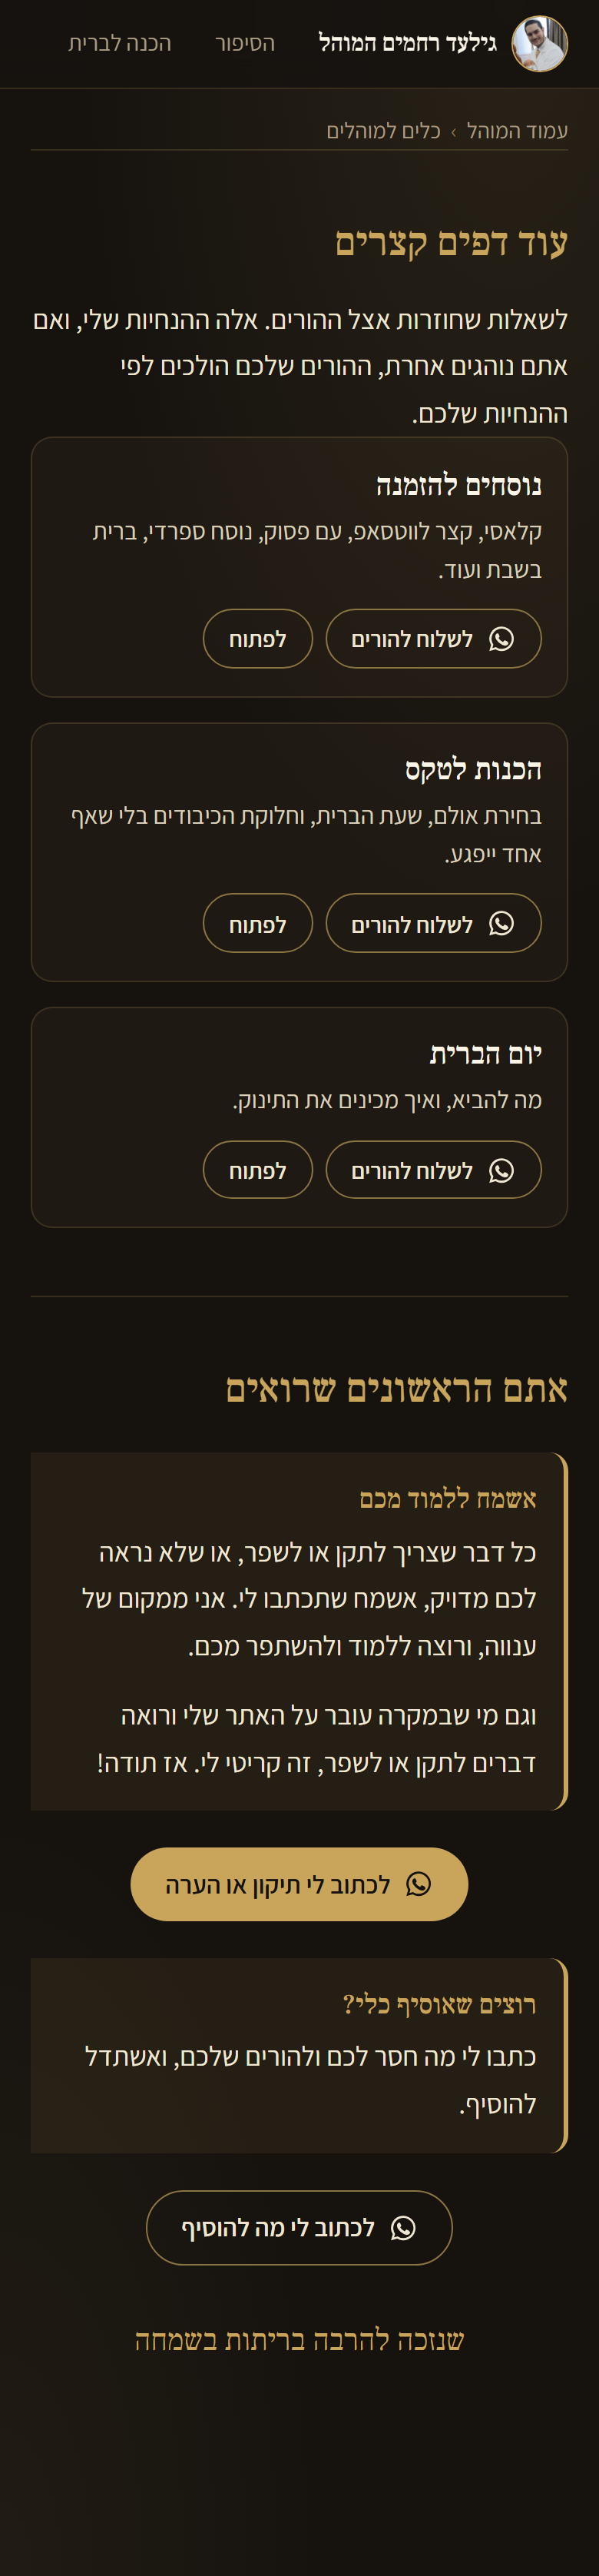 גילעד רחמים המוהל
הסיפור
הכנה לברית
עמוד המוהל › כלים למוהלים
עוד דפים קצרים
לשאלות שחוזרות אצל ההורים. אלה ההנחיות שלי, ואם
אתם נוהגים אחרת, ההורים שלכם הולכים לפי
ההנחיות שלכם.
נוסחים להזמנה
קלאסי, קצר לווטסאפ, עם פסוק, נוסח ספרדי, ברית
בשבת ועוד.
לשלוח להורים
לפתוח
הכנות לטקס
בחירת אולם, שעת הברית, וחלוקת הכיבודים בלי שאף
אחד ייפגע.
לשלוח להורים
לפתוח
יום הברית
מה להביא, ואיך מכינים את התינוק.
לשלוח להורים
לפתוח
אתם הראשונים שרואים
אשמח ללמוד מכם
כל דבר שצריך לתקן או לשפר, או שלא נראה
לכם מדויק, אשמח שתכתבו לי. אני ממקום של
ענווה, ורוצה ללמוד ולהשתפר מכם.
וגם מי שבמקרה עובר על האתר שלי ורואה
דברים לתקן או לשפר, זה קריטי לי. אז תודה!
לכתוב לי תיקון או הערה
רוצים שאוסיף כלי?
כתבו לי מה חסר לכם ולהורים שלכם, ואשתדל
להוסיף.
לכתוב לי מה להוסיף
שנזכה להרבה בריתות בשמחה